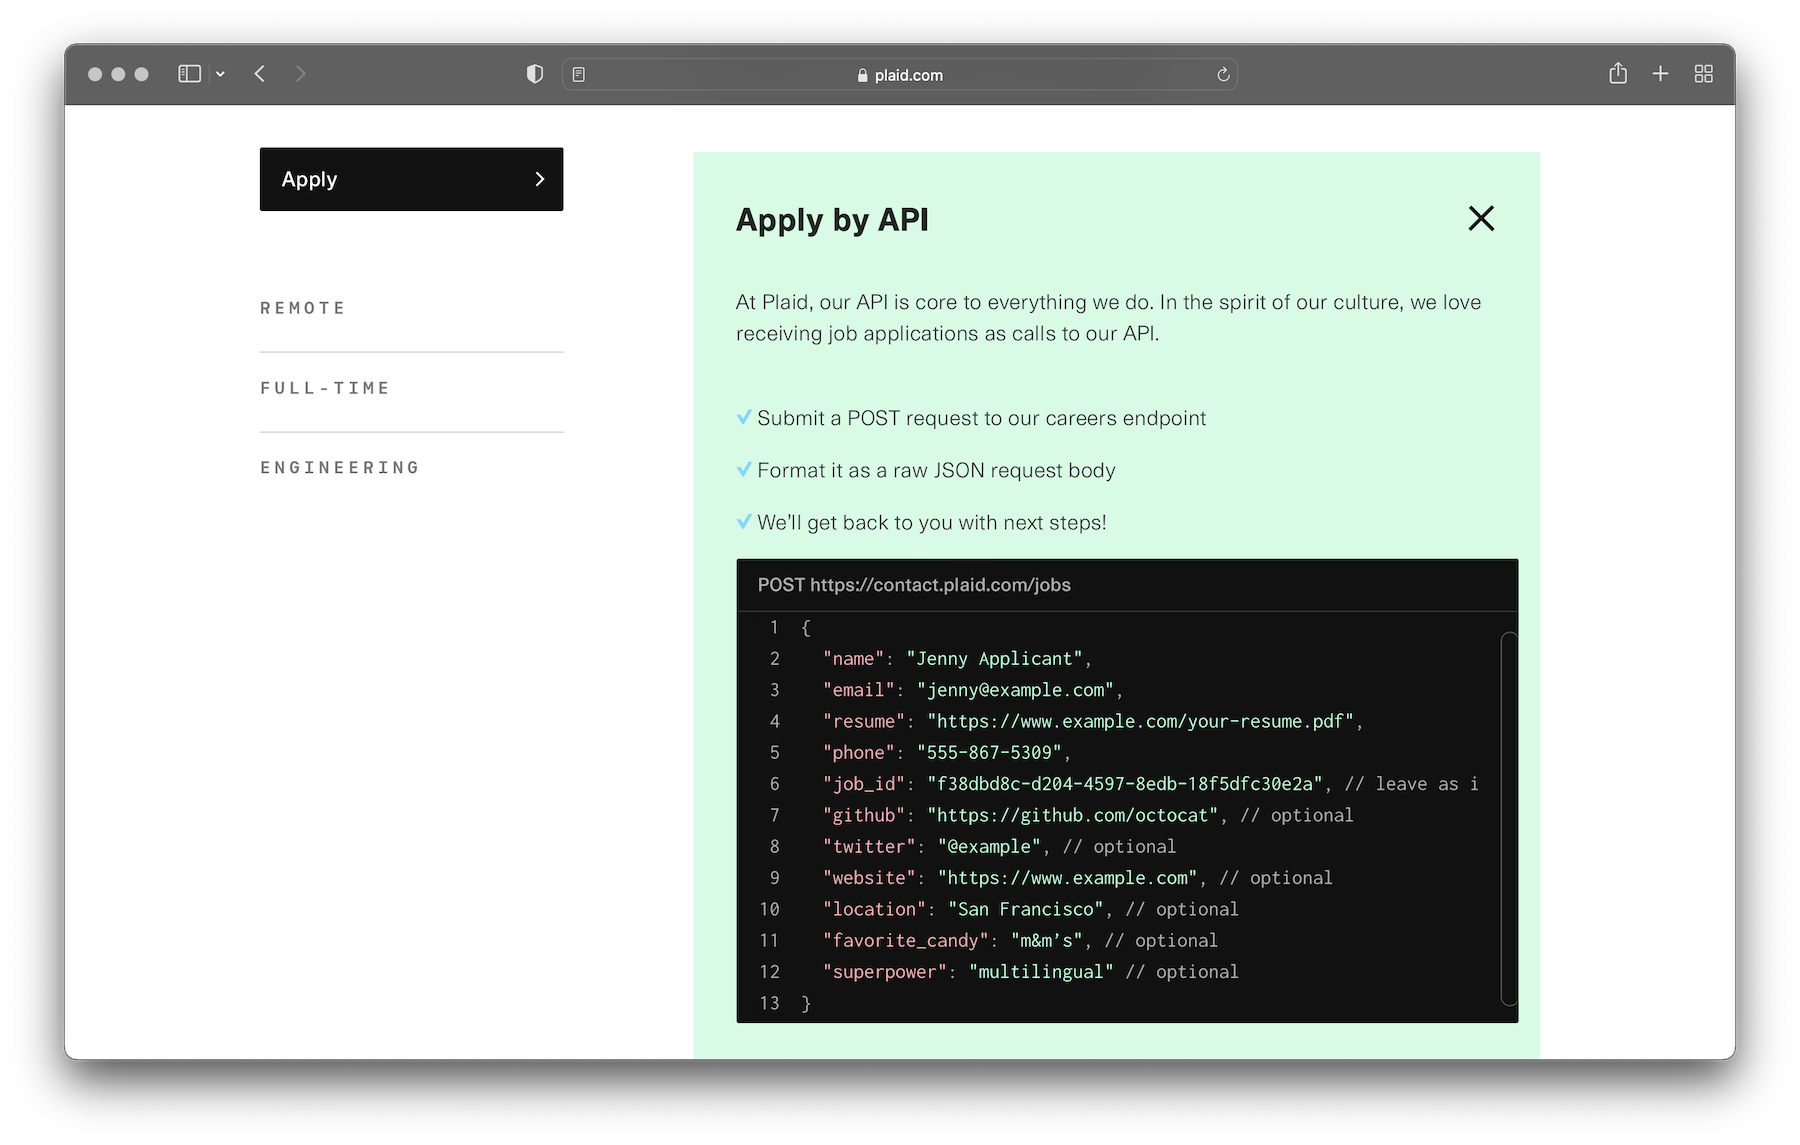 plaid.com
Apply
REMOTE
FULL-TIME
ENGINEERING
Apply by API
At Plaid, our API is core to everything we do. In the spirit of our culture, we love
receiving job applications as calls to our API.
Submit a POST request to our careers endpoint
Format it as a raw JSON request body
We’ll get back to you with next steps!
POST https://contact.plaid.com/jobs
1 {
2 "name": "Jenny Applicant",
3 "email": "jenny@example.com",
4 "resume": "https://www.example.com/your-resume.pdf",
5 "phone": "555-867-5309",
6 "job_id": "f38dbd8c-d204-4597-8edb-18f5dfc30e2a", // leave as i
7 "github": "https://github.com/octocat", // optional
8 "twitter": "@example", // optional
9 "website": "https://www.example.com", // optional
10 "location": "San Francisco", // optional
11 "favorite_candy": "m&m’s", // optional
12 "superpower": "multilingual" // optional
13 }